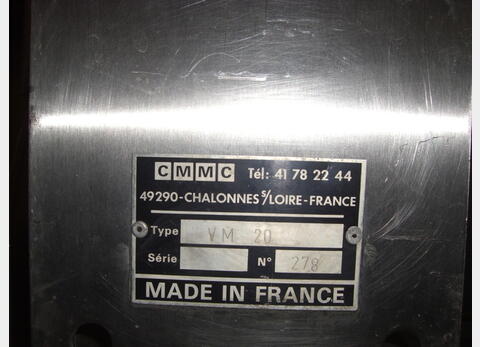 CMMC Tél: 41 78 22 44
49290-CHALONNES S/LOIRE-FRANCE
Type VM 20
Série N° 278
MADE IN FRANCE